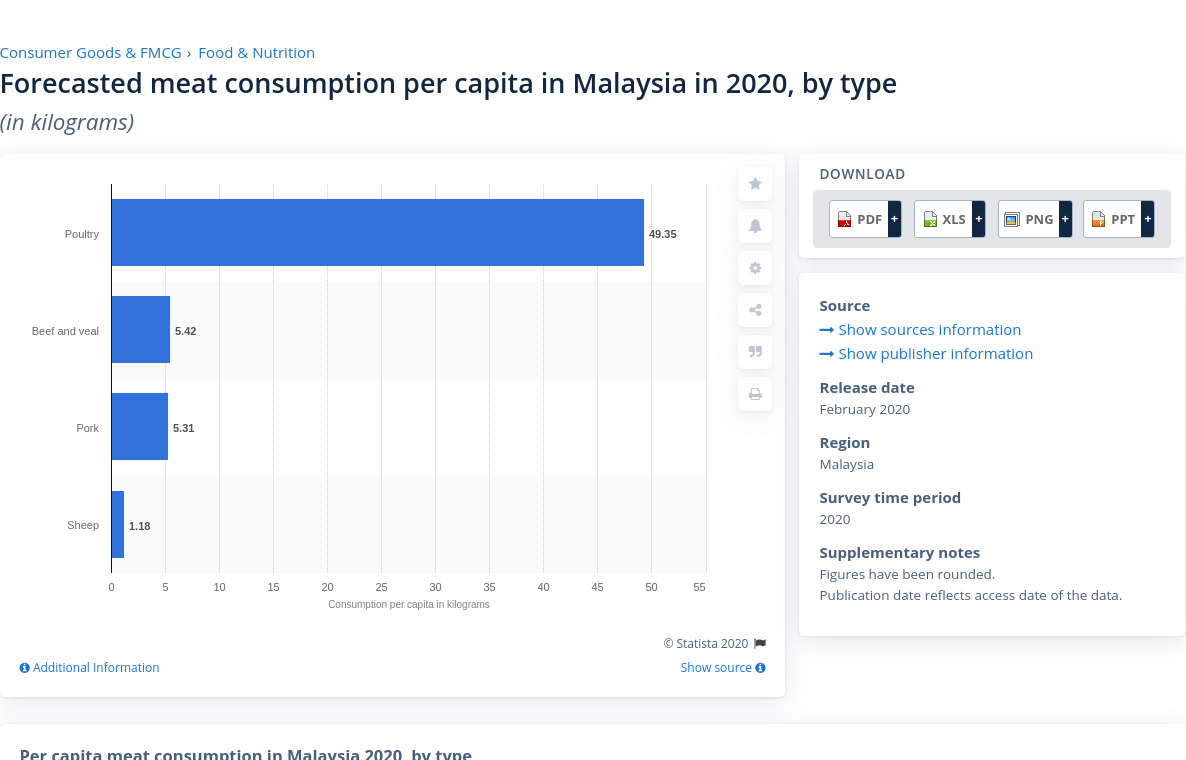 Consumer Goods & FMCG › Food & Nutrition
Forecasted meat consumption per capita in Malaysia in 2020, by type
(in kilograms)
Poultry
49.35
Beef and veal
5.42
Pork
5.31
Sheep
1.18
0 5 10 15 20 25 30 35 40 45 50 55
Consumption per capita in kilograms
© Statista 2020
Additional Information
Show source
DOWNLOAD
PDF + XLS + PNG + PPT +
Source
Show sources information
Show publisher information
Release date
February 2020
Region
Malaysia
Survey time period
2020
Supplementary notes
Figures have been rounded.
Publication date reflects access date of the data.
Per capita meat consumption in Malaysia 2020, by type